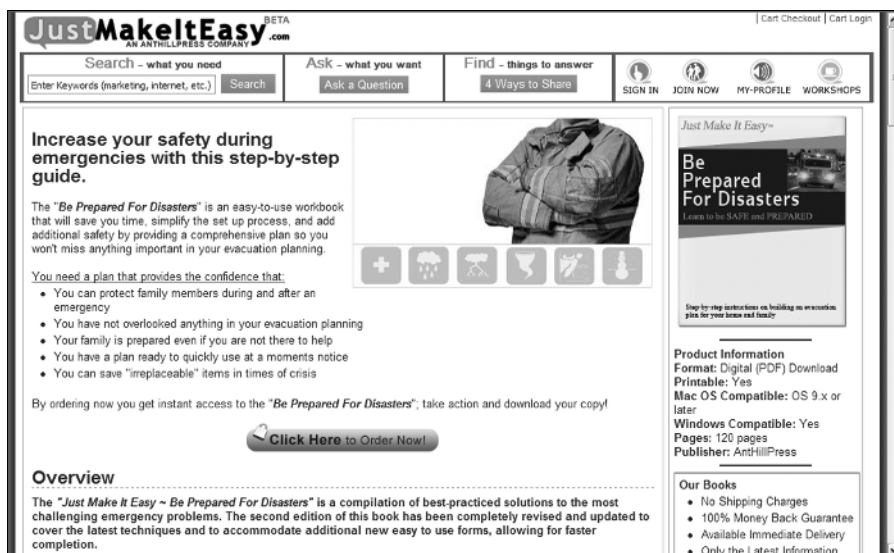 JustMakeItEasy.com BETA
AN ANTHILLPRESS COMPANY
Cart Checkout | Cart Login
Search - what you need
Enter Keywords (marketing, internet, etc.) Search
Ask - what you want
Ask a Question
Find - things to answer
4 Ways to Share
SIGN IN JOIN NOW MY-PROFILE WORKSHOPS
Increase your safety during
emergencies with this step-by-step
guide.
The "Be Prepared For Disasters" is an easy-to-use workbook
that will save you time, simplify the set up process, and add
additional safety by providing a comprehensive plan so you
won't miss anything important in your evacuation planning.
You need a plan that provides the confidence that:
• You can protect family members during and after an
emergency
• You have not overlooked anything in your evacuation planning
• Your family is prepared even if you are not there
to help
• You have a plan ready to quickly use at a moments notice
• You can save "irreplaceable" items in times of
crisis
By ordering now you get instant access to the "Be Prepared For Disasters"; take action and download your copy!
Click Here to Order Now!
Overview
The "Just Make It Easy ~ Be Prepared For Disasters" is a compilation of best-practiced solutions to the most
challenging emergency problems. The second edition of this book has been completely revised and updated to
cover the latest techniques and to accommodate additional new easy to use forms, allowing for faster
completion.
Just Make It Easy™
Be
Prepared
For Disasters
Learn to be SAFE and PREPARED
Step-by-step instructions on building an evacuation
plan for your home and family
Product Information
Format: Digital (PDF) Download
Printable: Yes
Mac OS Compatible: OS 9.x or
later
Windows Compatible: Yes
Pages: 120 pages
Publisher: AntHillPress
Our Books
• No Shipping Charges
• 100% Money Back Guarantee
• Available Immediate Delivery
• Only the Latest Information